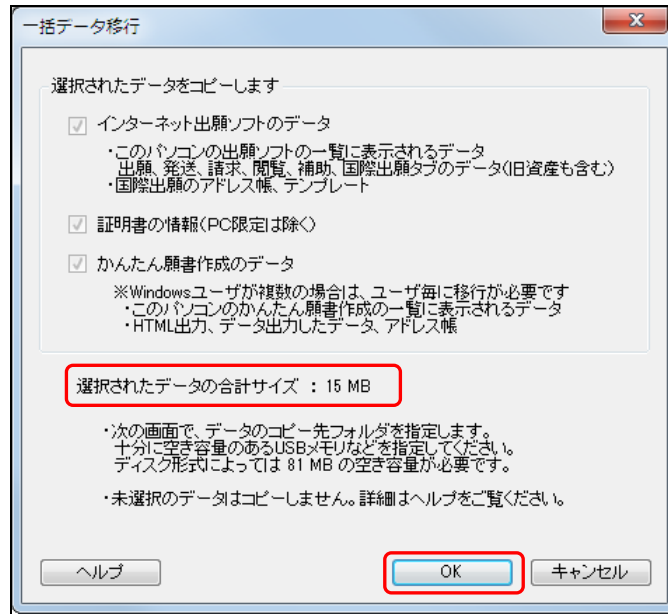 一括データ移行
選択されたデータをコピーします
インターネット出願ソフトのデータ
・このパソコンの出願ソフトの一覧に表示されるデータ
出願、発送、請求、閲覧、補助、国際出願タブのデータ(旧資産も含む)
・国際出願のアドレス帳、テンプレート
証明書の情報(PC限定は除く)
かんたん願書作成のデータ
※Windowsユーザが複数の場合は、ユーザ毎に移行が必要です
・このパソコンのかんたん願書作成の一覧に表示されるデータ
・HTML出力、データ出力したデータ、アドレス帳
選択されたデータの合計サイズ : 15 MB
・次の画面で、データのコピー先フォルダを指定します。
十分に空き容量のあるUSBメモリなどを指定してください。
ディスク形式によっては 81 MB の空き容量が必要です。
・未選択のデータはコピーしません。詳細はヘルプをご覧ください。
ヘルプ OK キャンセル